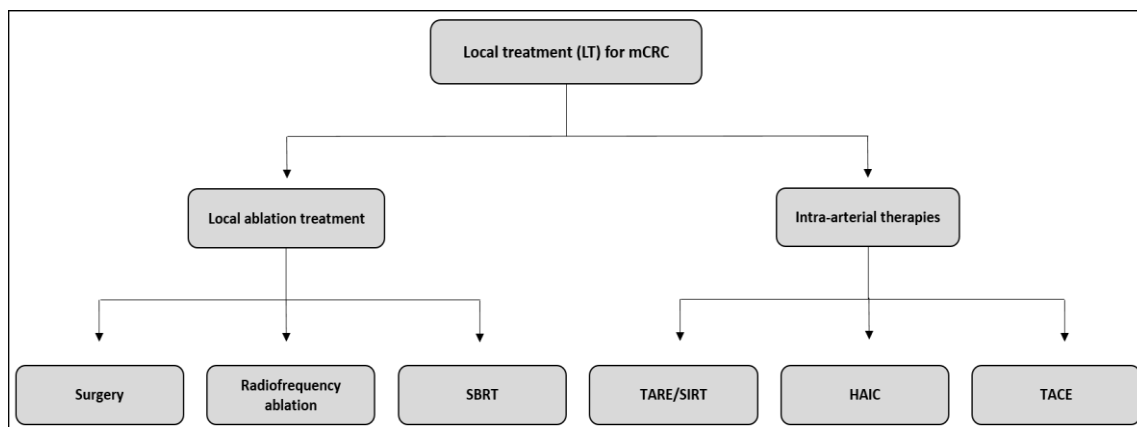 Local treatment (LT) for mCRC
Local ablation treatment
Intra-arterial therapies
Surgery
Radiofrequency
ablation
SBRT
TARE/SIRT
HAIC
TACE